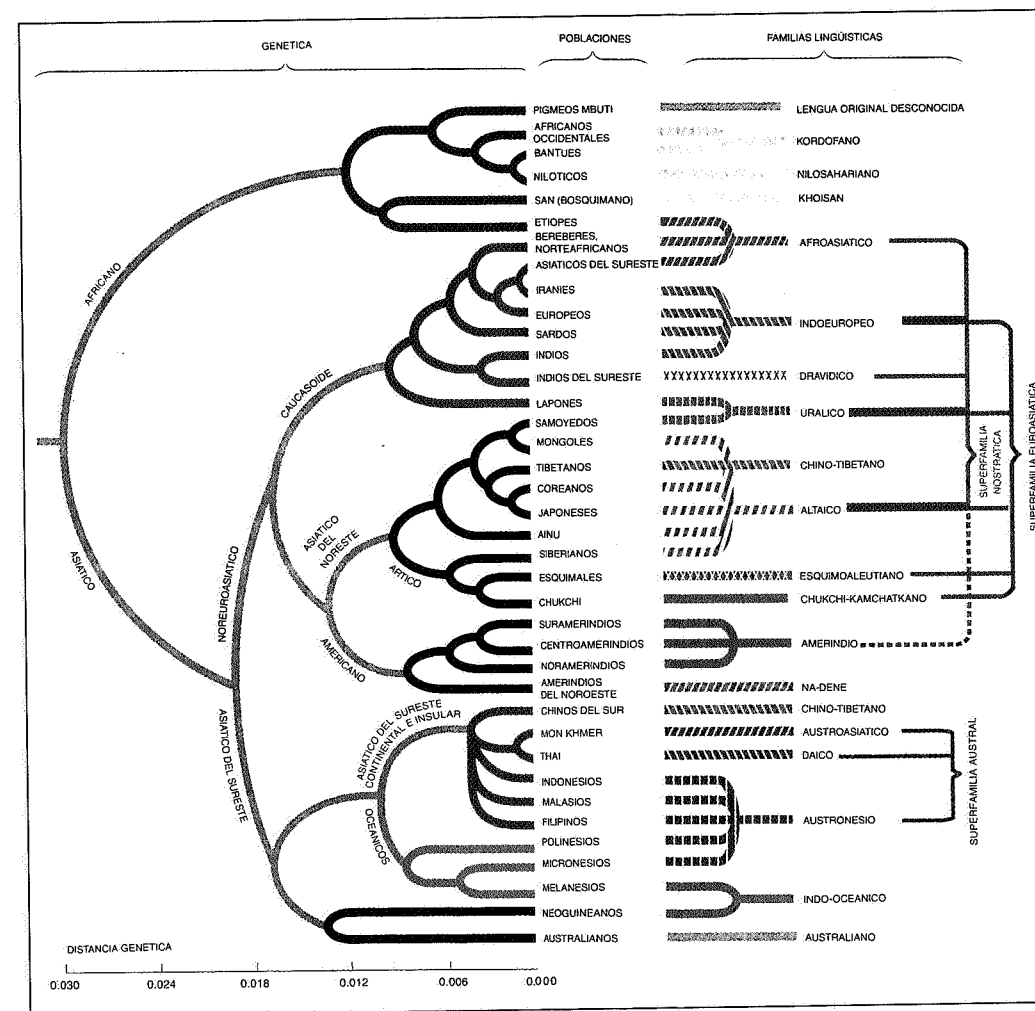 GENETICA
POBLACIONES
FAMILIAS LINGÜISTICAS
PIGMEOS MBUTI
AFRICANOS
OCCIDENTALES
BANTUES
NILOTICOS
SAN (BOSQUIMANO)
ETIOPES
BEREBERES,
NORTEAFRICANOS
ASIATICOS DEL SURESTE
IRANIES
EUROPEOS
SARDOS
INDIOS
INDIOS DEL SURESTE
LAPONES
SAMOYEDOS
MONGOLES
TIBETANOS
COREANOS
JAPONESES
AINU
SIBERIANOS
ESQUIMALES
CHUKCHI
SURAMERINDIOS
CENTROAMERINDIOS
NORAMERINDIOS
AMERINDIOS
DEL NOROESTE
CHINOS DEL SUR
MON KHMER
THAI
INDONESIOS
MALASIOS
FILIPINOS
POLINESIOS
MICRONESIOS
MELANESIOS
NEOGUINEANOS
AUSTRALIANOS
LENGUA ORIGINAL DESCONOCIDA
KORDOFANO
NILOSAHARIANO
KHOISAN
AFROASIATICO
INDOEUROPEO
DRAVIDICO
URALICO
CHINO-TIBETANO
ALTAICO
ESQUIMOALEUTIANO
CHUKCHI-KAMCHATKANO
AMERINDIO
NA-DENE
CHINO-TIBETANO
AUSTROASIATICO
DAICO
AUSTRONESIO
INDO-OCEANICO
AUSTRALIANO
SUPERFAMILIA
NOSTRATICA
SUPERFAMILIA EUROASIATICA
SUPERFAMILIA AUSTRAL
AFRICANO
ASIATICO
CAUCASOIDE
NOREUROASIATICO
ASIATICO
DEL
NORESTE
ARTICO
AMERICANO
ASIATICO DEL SURESTE
ASIATICO DEL SURESTE
CONTINENTAL E INSULAR
OCEANICOS
DISTANCIA GENETICA
0.030
0.024
0.018
0.012
0.006
0.000